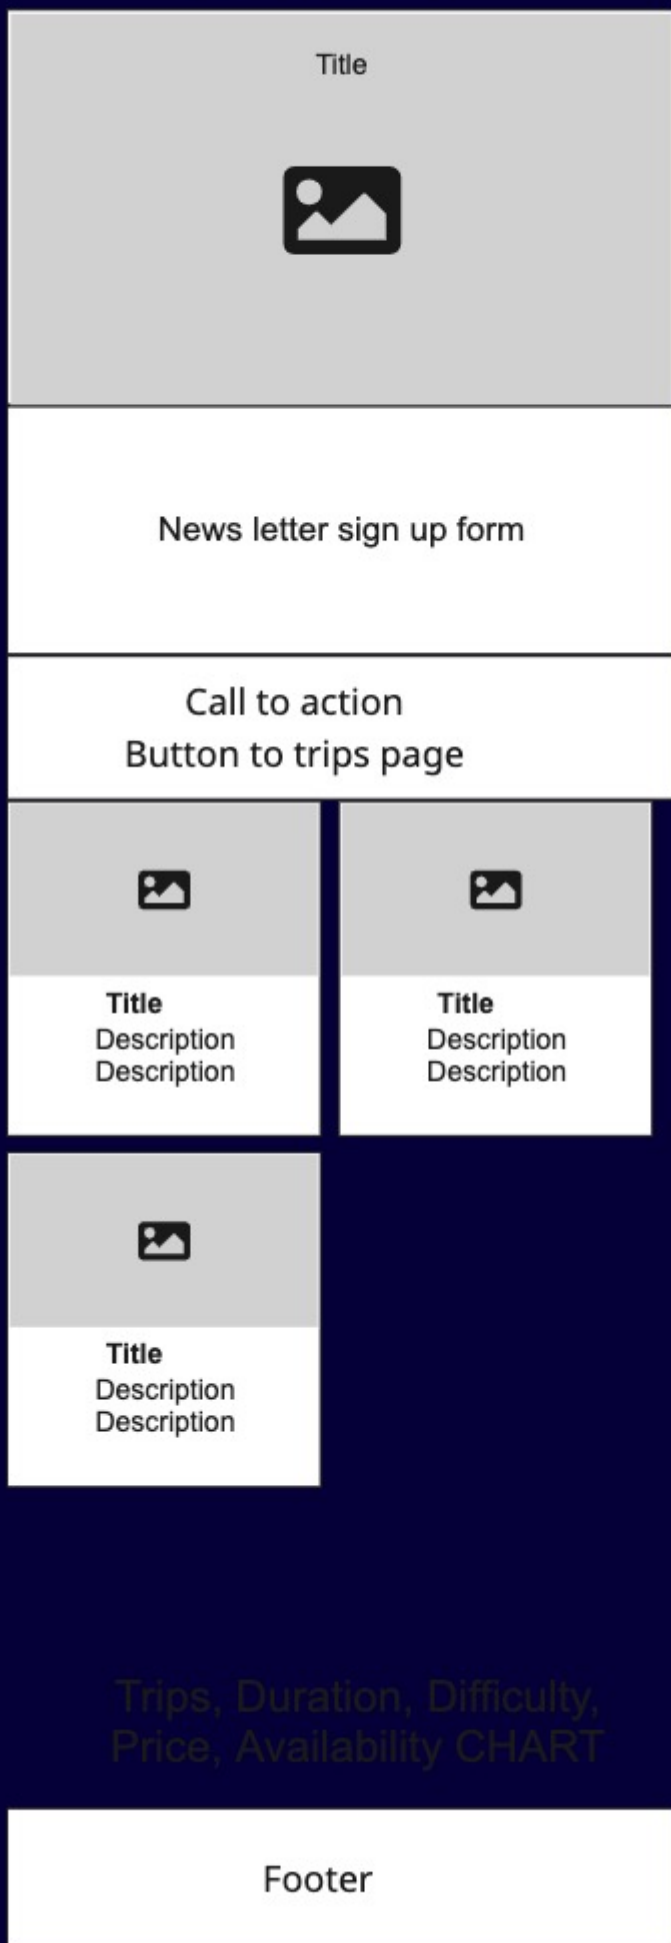 Title
News letter sign up form
Call to action
Button to trips page
Title
Description
Description
Title
Description
Description
Title
Description
Description
Trips, Duration, Difficulty,
Price, Availability CHART
Footer